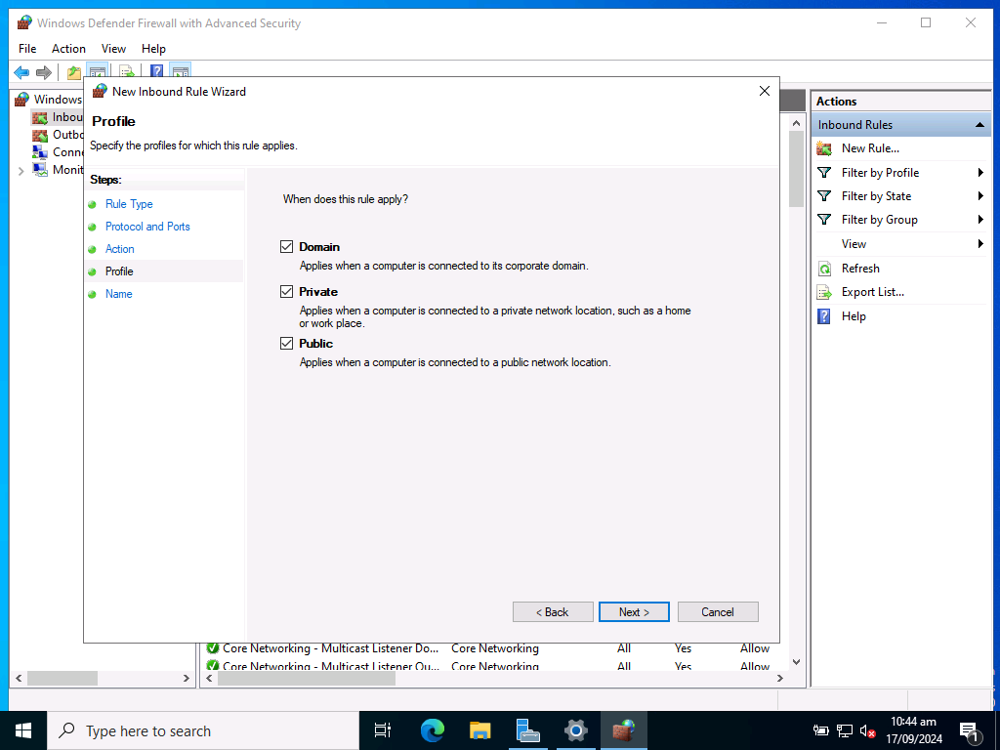 Windows Defender Firewall with Advanced Security
File Action View Help
New Inbound Rule Wizard
Profile
Specify the profiles for which this rule applies.
Steps:
Rule Type
Protocol and Ports
Action
Profile
Name
When does this rule apply?
Domain
Applies when a computer is connected to its corporate domain.
Private
Applies when a computer is connected to a private network location, such as a home
or work place.
Public
Applies when a computer is connected to a public network location.
< Back Next > Cancel
Windows
Inbou
Outbo
Conne
Monit
Core Networking - Multicast Listener Do... Core Networking All Yes Allow
Core Networking - Multicast Listener Qu... Core Networking All Yes Allow
Actions
Inbound Rules
New Rule...
Filter by Profile
Filter by State
Filter by Group
View
Refresh
Export List...
Help
Type here to search
10:44 am
17/09/2024
1